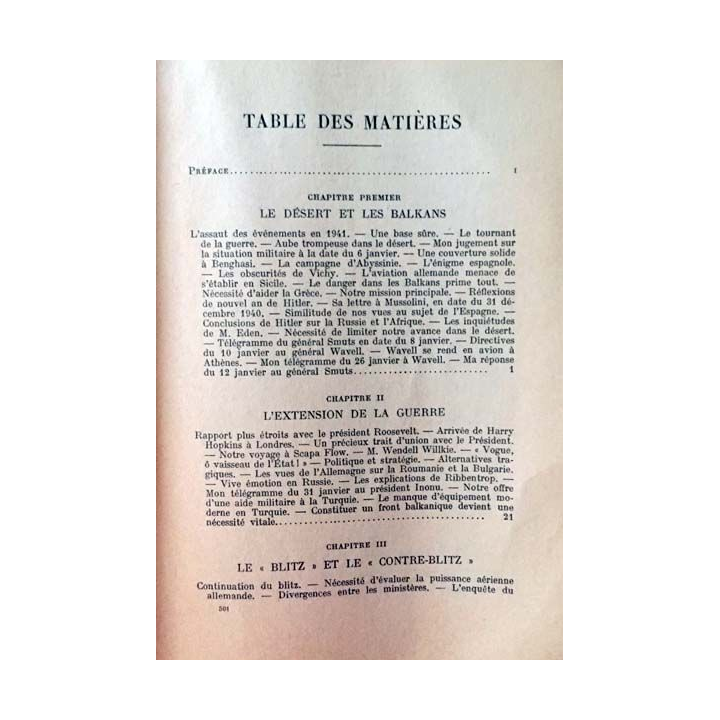 TABLE DES MATIÈRES
PRÉFACE.................................................. I
CHAPITRE PREMIER
LE DÉSERT ET LES BALKANS
L'assaut des événements en 1941. — Une base sûre. — Le tournant
de la guerre. — Aube trompeuse dans le désert. — Mon jugement sur
la situation militaire à la date du 6 janvier. — Une couverture solide
à Benghasi. — La campagne d'Abyssinie. — L'énigme espagnole.
— Les obscurités de Vichy. — L'aviation allemande menace de
s'établir en Sicile. — Le danger dans les Balkans prime tout. —
Nécessité d'aider la Grèce. — Notre mission principale. — Réflexions
de nouvel an de Hitler. — Sa lettre à Mussolini, en date du 31 dé-
cembre 1940. — Similitude de nos vues au sujet de l'Espagne. —
Conclusions de Hitler sur la Russie et l'Afrique. — Les inquiétudes
de M. Eden. — Nécessité de limiter notre avance dans le désert.
— Télégramme du général Smuts en date du 8 janvier. — Directives
du 10 janvier au général Wavell. — Wavell se rend en avion à
Athènes. — Mon télégramme du 26 janvier à Wavell. — Ma réponse
du 12 janvier au général Smuts.......................... 1
CHAPITRE II
L'EXTENSION DE LA GUERRE
Rapport plus étroits avec le président Roosevelt. — Arrivée de Harry
Hopkins à Londres. — Un précieux trait d'union avec le Président.
— Notre voyage à Scapa Flow. — M. Wendell Willkie. — « Vogue,
ô vaisseau de l'État ! » — Politique et stratégie. — Alternatives tra-
giques. — Les vues de l'Allemagne sur la Roumanie et la Bulgarie.
— Vive émotion en Russie. — Les explications de Ribbentrop. —
Mon télégramme du 31 janvier au président Inonu. — Notre offre
d'une aide militaire à la Turquie. — Le manque d'équipement mo-
derne en Turquie. — Constituer un front balkanique devient une
nécessité vitale.......................................... 21
CHAPITRE III
LE « BLITZ » ET LE « CONTRE-BLITZ »
Continuation du blitz. — Nécessité d'évaluer la puissance aérienne
allemande. — Divergences entre les ministères. — L'enquête du
501